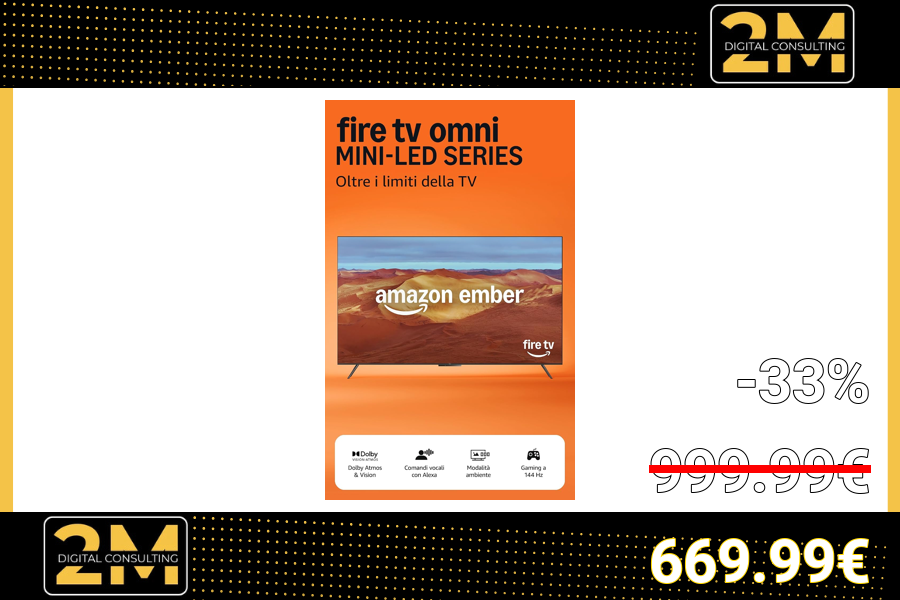 2M
DIGITAL CONSULTING
fire tv omni
MINI-LED SERIES
Oltre i limiti della TV
amazon ember
fire tv
Dolby
VISION·ATMOS
Dolby Atmos
& Vision
Comandi vocali
con Alexa
Modalità
ambiente
Gaming a
144 Hz
-33%
999.99€
2M
DIGITAL CONSULTING
669.99€